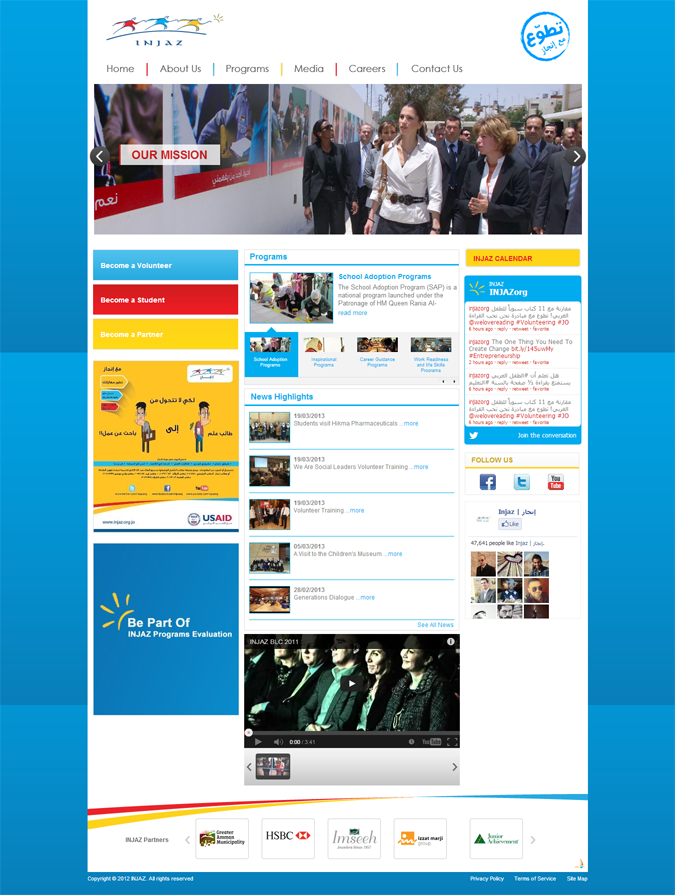 INJAZ
تطوّع
مع إنجاز
Home
About Us
Programs
Media
Careers
Contact Us
OUR MISSION
Become a Volunteer
Become a Student
Become a Partner
مع إنجاز
لكي لا تتحول من
طالب علم
إلى
باحث عن عمل!!
www.injaz.org.jo
USAID
Be Part Of
INJAZ Programs Evaluation
Programs
School Adoption Programs
The School Adoption Program (SAP) is a
national program launched under the
Patronage of HM Queen Rania Al-
read more
School Adoption
Programs
Inspirational
Programs
Career Guidance
Programs
Work Readiness
and life Skills
Programs
News Highlights
19/03/2013
Students visit Hikma Pharmaceuticals ...more
19/03/2013
We Are Social Leaders Volunteer Training ...more
19/03/2013
Volunteer Training ...more
05/03/2013
A Visit to the Children's Museum ...more
28/02/2013
Generations Dialogue ...more
See All News
INJAZ BLC 2011
0:00 / 3:41
YouTube
INJAZ CALENDAR
INJAZ
INJAZorg
injazorg مقارنة مع 11 كتاب سنوياً للطفل
العربي! تطوع مع مبادرة نحن نحب القراءة
@welovereading #Volunteering #JO
6 hours ago · reply · retweet · favorite
injazorg The One Thing You Need To
Create Change bit.ly/145uwMy
#Entrepreneurship
2 hours ago · reply · retweet · favorite
injazorg هل تعلم أن #الطفل العربي
يستمتع بقراءة ½ صفحة بالسنة #التعليم
6 hours ago · reply · retweet · favorite
injazorg مقارنة مع 11 كتاب سنوياً للطفل
العربي! تطوع مع مبادرة نحن نحب القراءة
@welovereading #Volunteering #JO
6 hours ago · reply · retweet · favorite
Join the conversation
FOLLOW US
You
Tube
Injaz | إنجاز
Like
47,641 people like Injaz | إنجاز.
INJAZ Partners
Greater
Amman
Municipality
HSBC
Imseeh
Jewellers Since 1867
izzat marji
group
Junior
Achievement
Copyright © 2012 INJAZ. All rights reserved
Privacy Policy
Terms of Service
Site Map